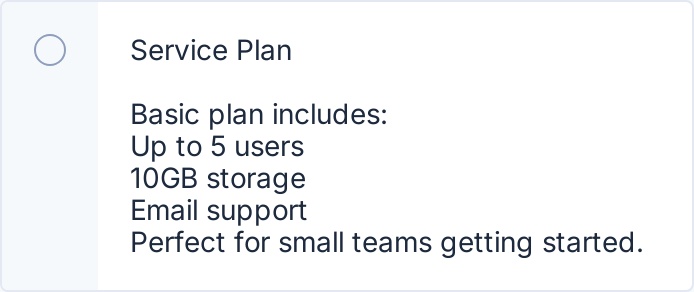 Service Plan
Basic plan includes:
Up to 5 users
10GB storage
Email support
Perfect for small teams getting started.